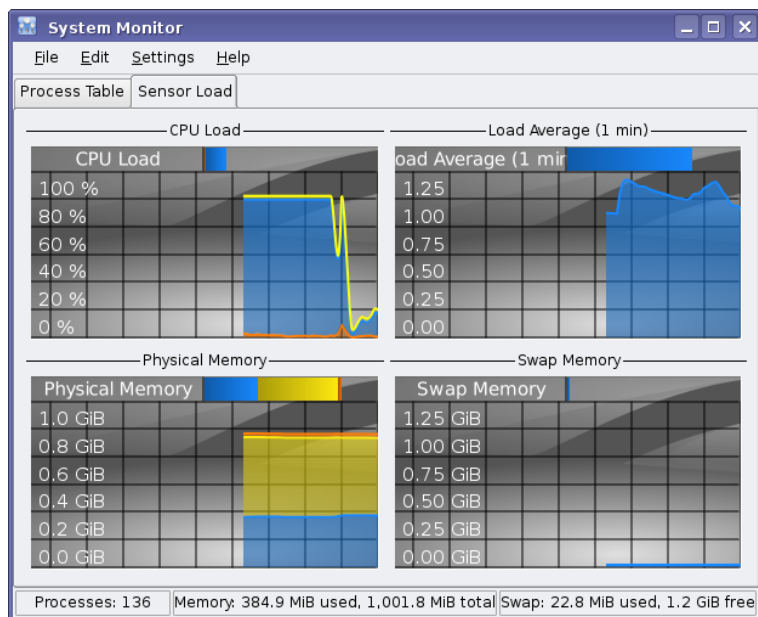 System Monitor
File Edit Settings Help
Process Table Sensor Load
CPU Load
CPU Load
100 %
80 %
60 %
40 %
20 %
0 %
Load Average (1 min)
oad Average (1 mir
1.25
1.00
0.75
0.50
0.25
0.00
Physical Memory
Physical Memory
1.0 GiB
0.8 GiB
0.6 GiB
0.4 GiB
0.2 GiB
0.0 GiB
Swap Memory
Swap Memory
1.25 GiB
1.00 GiB
0.75 GiB
0.50 GiB
0.25 GiB
0.00 GiB
Processes: 136 Memory: 384.9 MiB used, 1,001.8 MiB total Swap: 22.8 MiB used, 1.2 GiB free